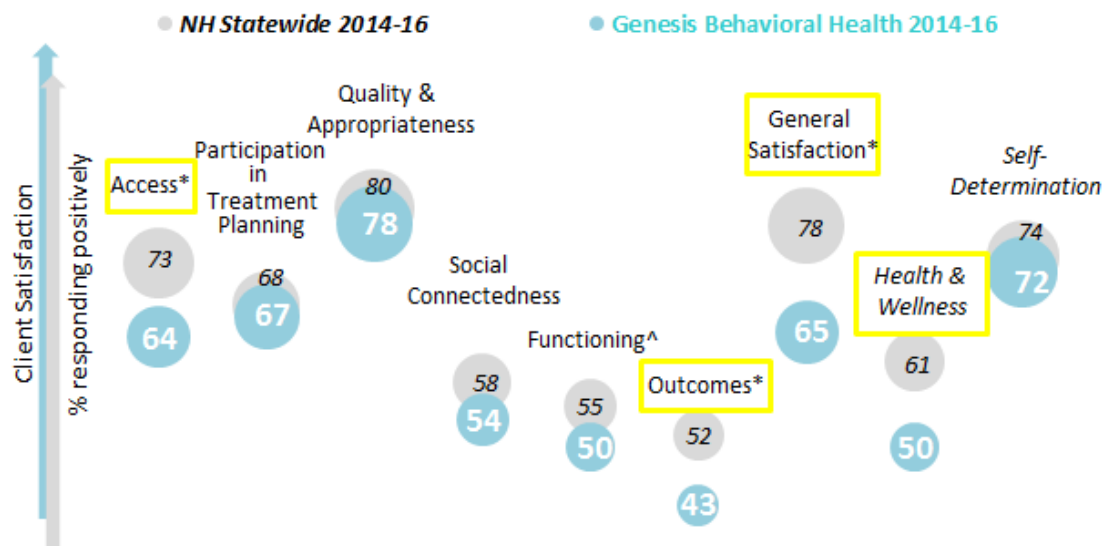 NH Statewide 2014-16
Genesis Behavioral Health 2014-16
Client Satisfaction
% responding positively
Access*
73
64
Participation
in
Treatment
Planning
68
67
Quality &
Appropriateness
80
78
Social
Connectedness
58
54
Functioning^
55
50
Outcomes*
52
43
General
Satisfaction*
78
65
Health &
Wellness
61
50
Self-
Determination
74
72